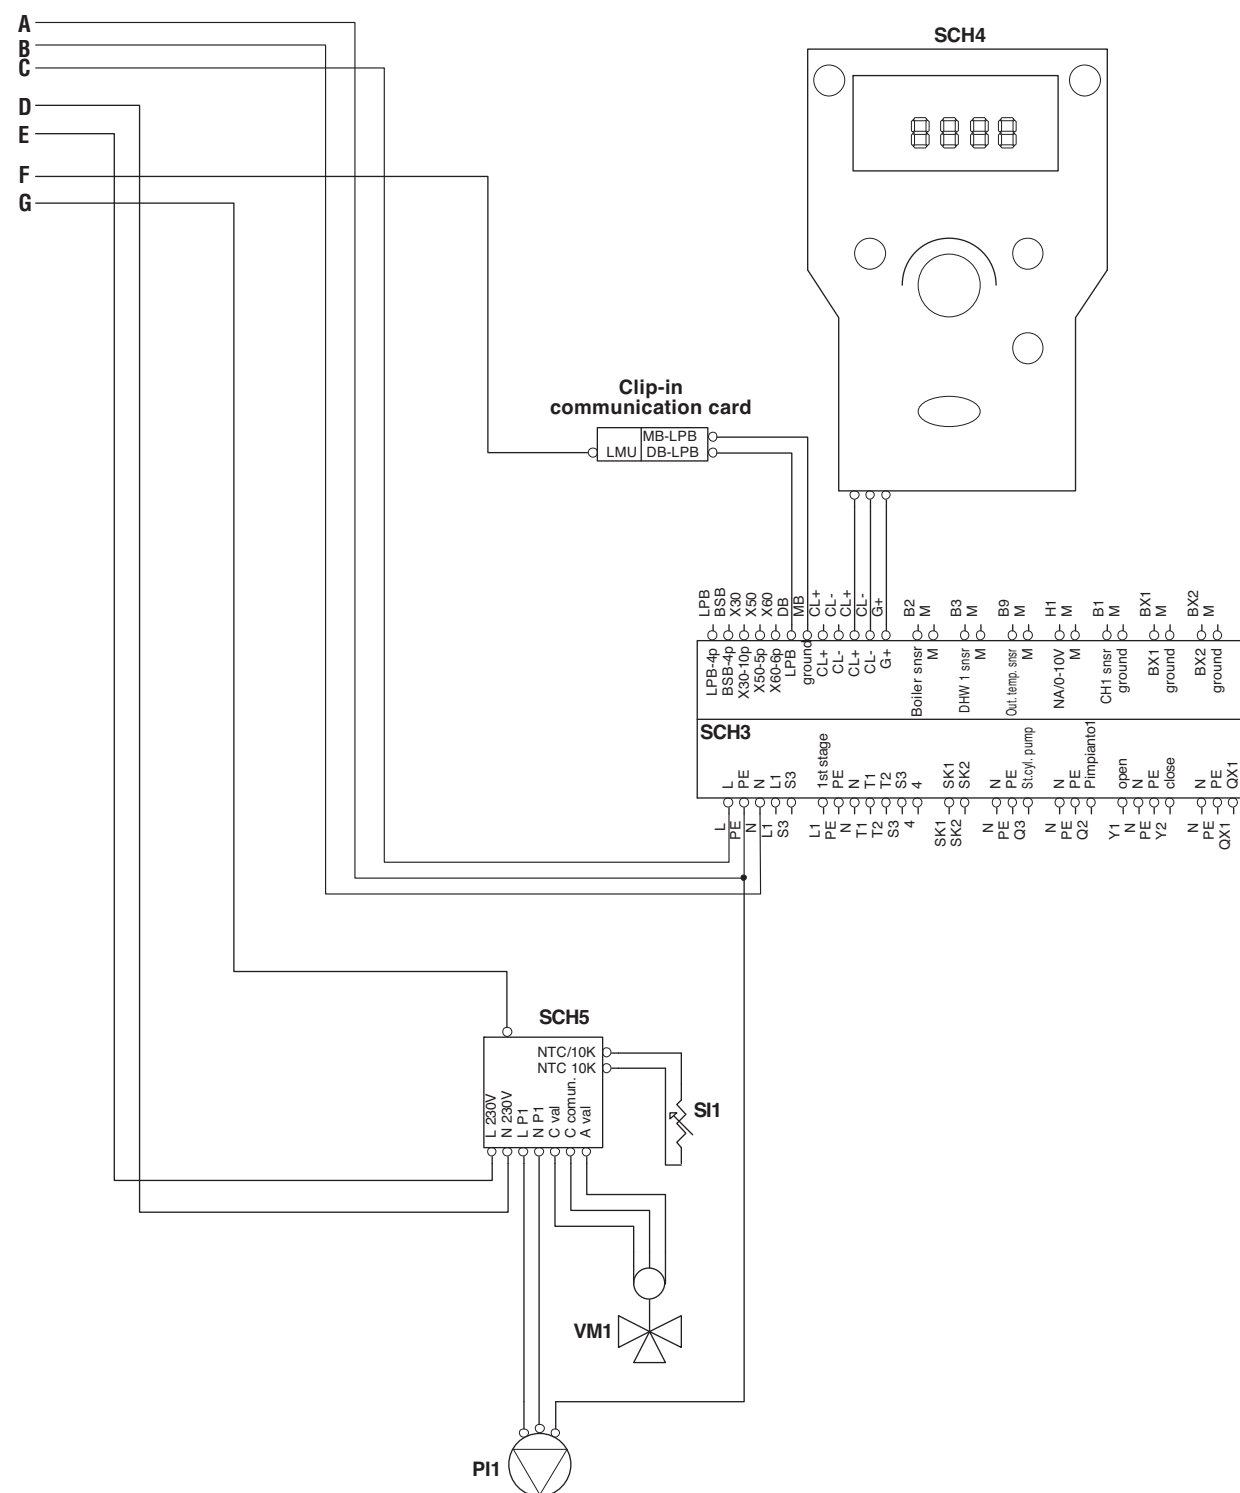 A
B
C
D
E
F
G
SCH4
Clip-in
communication card
MB-LPB
LMU
DB-LPB
LPB
BSB
X30
X50
X60
DB
MB
CL+
CL-
CL+
CL-
G+
B2
M
B3
M
B9
M
H1
M
B1
M
BX1
M
BX2
M
LPB-4p
BSB-4p
X30-10p
X50-5p
X60-6p
LPB
ground
CL+
CL-
CL+
CL-
G+
Boiler snsr
M
DHW 1 snsr
M
Out. temp. snsr
M
NA/0-10V
M
CH1 snsr
ground
BX1
ground
BX2
ground
SCH3
L
PE
N
L1
S3
1st stage
PE
N
T1
T2
S3
4
SK1
SK2
N
PE
St.cyl. pump
N
PE
Pimpianto1
open
N
PE
close
N
PE
QX1
L
PE
N
L1
S3
L1
PE
N
T1
T2
S3
4
SK1
SK2
N
PE
Q3
N
PE
Q2
Y1
N
PE
Y2
N
PE
QX1
SCH5
NTC/10K
NTC 10K
L 230V
N 230V
L P1
N P1
C val
C comun.
A val
SI1
VM1
PI1